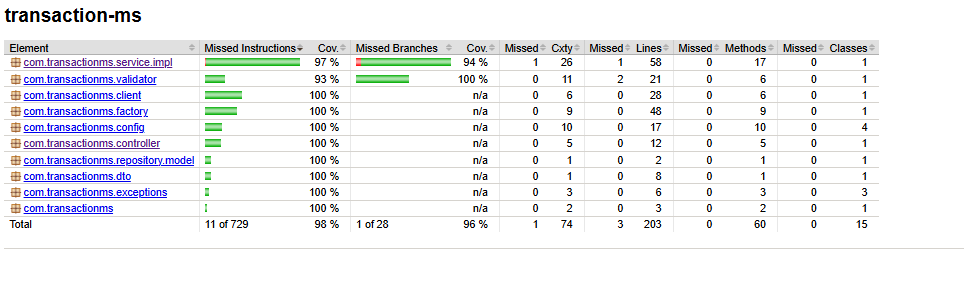 transaction-ms
Element Missed Instructions Cov. Missed Branches Cov. Missed Cxty Missed Lines Missed Methods Missed Classes
com.transactionms.service.impl 97 % 94 % 1 26 1 58 0 17 0 1
com.transactionms.validator 93 % 100 % 0 11 2 21 0 6 0 1
com.transactionms.client 100 % n/a 0 6 0 28 0 6 0 1
com.transactionms.factory 100 % n/a 0 9 0 48 0 9 0 1
com.transactionms.config 100 % n/a 0 10 0 17 0 10 0 4
com.transactionms.controller 100 % n/a 0 5 0 12 0 5 0 1
com.transactionms.repository.model 100 % n/a 0 1 0 2 0 1 0 1
com.transactionms.dto 100 % n/a 0 1 0 8 0 1 0 1
com.transactionms.exceptions 100 % n/a 0 3 0 6 0 3 0 3
com.transactionms 100 % n/a 0 2 0 3 0 2 0 1
Total 11 of 729 98 % 1 of 28 96 % 1 74 3 203 0 60 0 15